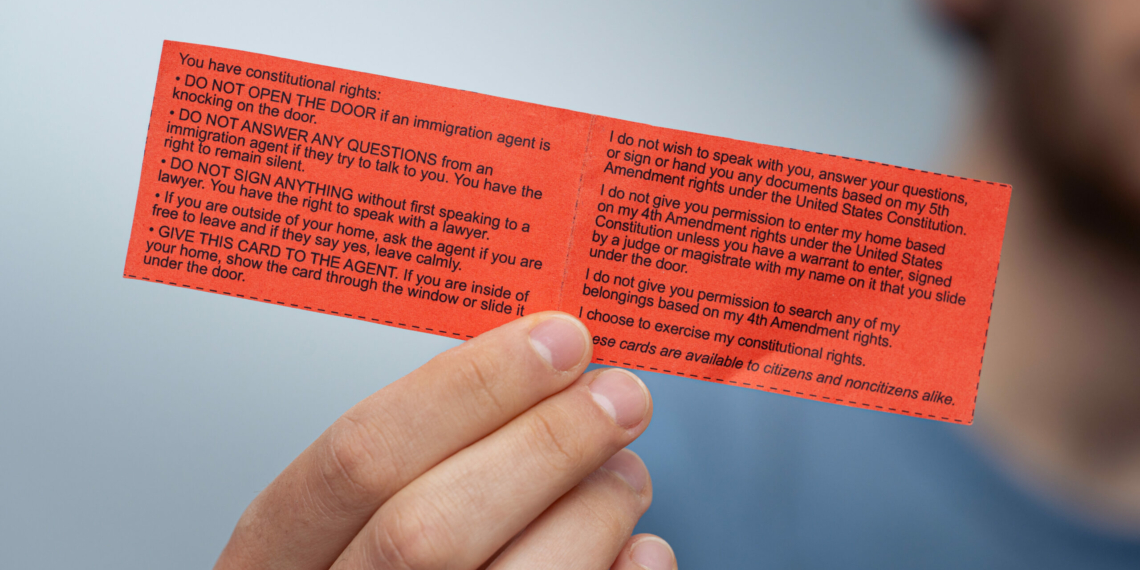 You have constitutional rights:
• DO NOT OPEN THE DOOR if an immigration agent is
knocking on the door.
• DO NOT ANSWER ANY QUESTIONS from an
immigration agent if they try to talk to you. You have the
right to remain silent.
• DO NOT SIGN ANYTHING without first speaking to a
lawyer. You have the right to speak with a lawyer.
• If you are outside of your home, ask the agent if you are
free to leave and if they say yes, leave calmly.
• GIVE THIS CARD TO THE AGENT. If you are inside of
your home, show the card through the window or slide it
under the door.
I do not wish to speak with you, answer your questions,
or sign or hand you any documents based on my 5th
Amendment rights under the United States Constitution.
I do not give you permission to enter my home based
on my 4th Amendment rights under the United States
Constitution unless you have a warrant to enter, signed
by a judge or magistrate with my name on it that you slide
under the door.
I do not give you permission to search any of my
belongings based on my 4th Amendment rights.
I choose to exercise my constitutional rights.
cards are available to citizens and noncitizens alike.